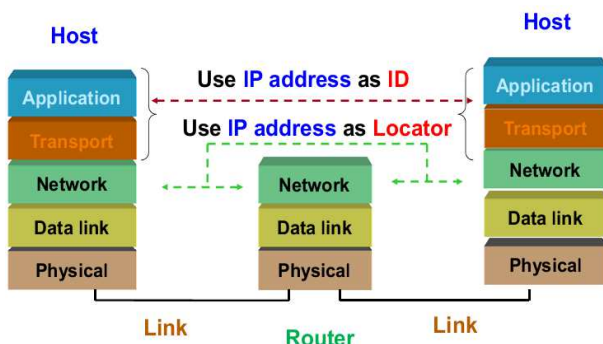 Host
Host
Application
Use IP address as ID
Application
Transport
Use IP address as Locator
Transport
Network
Network
Network
Data link
Data link
Data link
Physical
Physical
Physical
Link
Router
Link